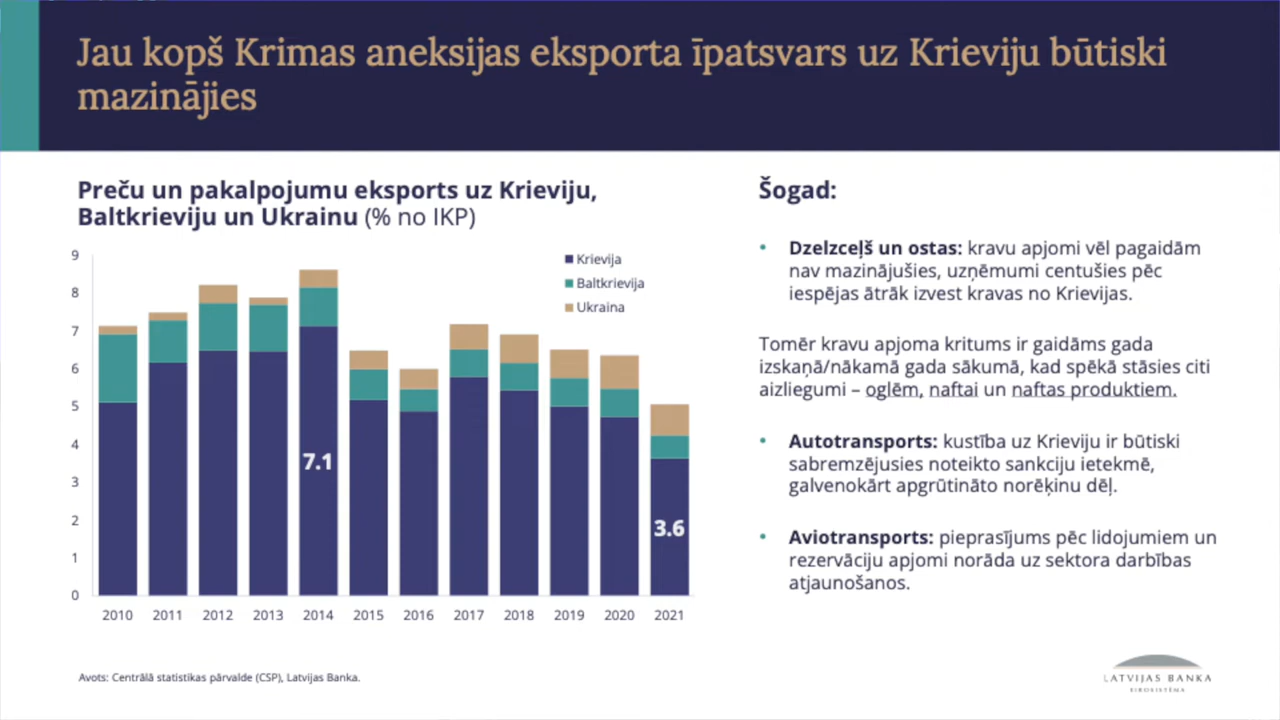 Jau kopš Krimas aneksijas eksporta īpatsvars uz Krieviju būtiski
mazinājies
Preču un pakalpojumu eksports uz Krieviju,
Baltkrieviju un Ukrainu (% no IKP)
9
8
7
6
5
4
3
2
1
0
Krievija
Baltkrievija
Ukraina
7.1
3.6
2010 2011 2012 2013 2014 2015 2016 2017 2018 2019 2020 2021
Avots: Centrālā statistikas pārvalde (CSP), Latvijas Banka.
Šogad:
• Dzelzceļš un ostas: kravu apjomi vēl pagaidām
nav mazinājušies, uzņēmumi centušies pēc
iespējas ātrāk izvest kravas no Krievijas.
Tomēr kravu apjoma kritums ir gaidāms gada
izskaņā/nākamā gada sākumā, kad spēkā stāsies citi
aizliegumi – oglēm, naftai un naftas produktiem.
• Autotransports: kustība uz Krieviju ir būtiski
sabremzējusies noteikto sankciju ietekmē,
galvenokārt apgrūtināto norēķinu dēļ.
• Aviotransports: pieprasījums pēc lidojumiem un
rezervāciju apjomi norāda uz sektora darbības
atjaunošanos.
LATVIJAS BANKA
EIROSISTĒMA